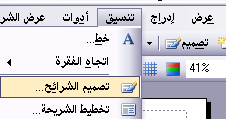 عرض إدراج تنسيق أدوات عرض الشر
تصميم
41%
خط...
اتجاه الفقرة
تصميم الشرائح...
تخطيط الشريحة...